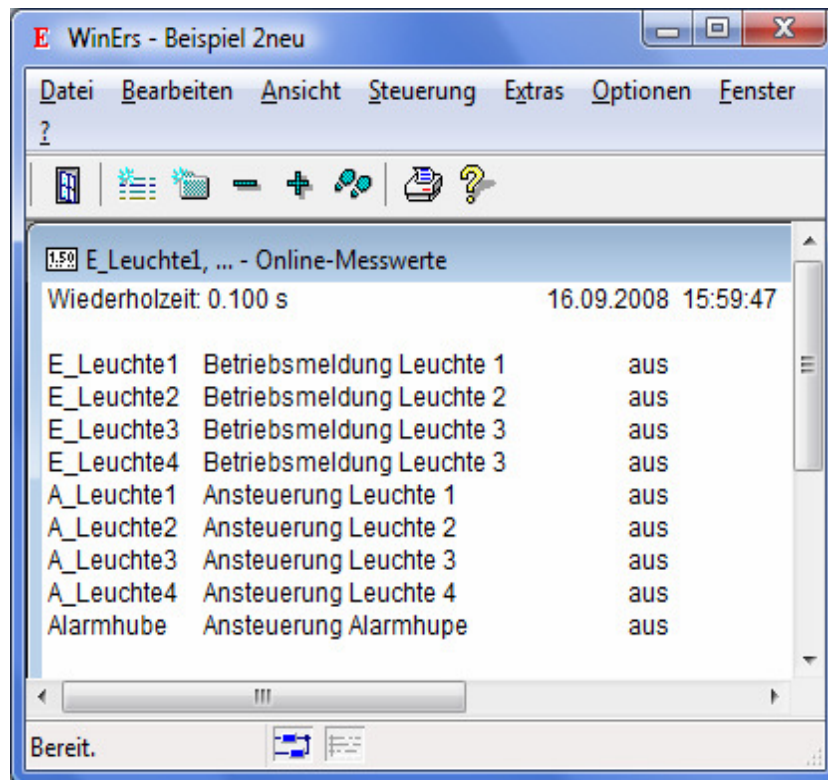 E WinErs - Beispiel 2neu
Datei Bearbeiten Ansicht Steuerung Extras Optionen Fenster
?
1.50 E_Leuchte1, ... - Online-Messwerte
Wiederholzeit: 0.100 s 16.09.2008 15:59:47
E_Leuchte1 Betriebsmeldung Leuchte 1 aus
E_Leuchte2 Betriebsmeldung Leuchte 2 aus
E_Leuchte3 Betriebsmeldung Leuchte 3 aus
E_Leuchte4 Betriebsmeldung Leuchte 3 aus
A_Leuchte1 Ansteuerung Leuchte 1 aus
A_Leuchte2 Ansteuerung Leuchte 2 aus
A_Leuchte3 Ansteuerung Leuchte 3 aus
A_Leuchte4 Ansteuerung Leuchte 4 aus
Alarmhube Ansteuerung Alarmhupe aus
Bereit.